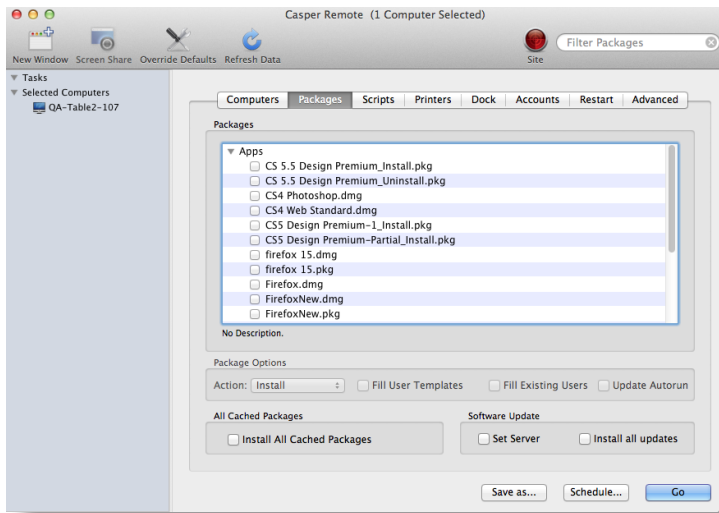 Casper Remote (1 Computer Selected)
New Window Screen Share Override Defaults Refresh Data Site Filter Packages
Tasks
Selected Computers
QA-Table2-107
Computers Packages Scripts Printers Dock Accounts Restart Advanced
Packages
Apps
CS 5.5 Design Premium_Install.pkg
CS 5.5 Design Premium_Uninstall.pkg
CS4 Photoshop.dmg
CS4 Web Standard.dmg
CS5 Design Premium-1_Install.pkg
CS5 Design Premium-Partial_Install.pkg
firefox 15.dmg
firefox 15.pkg
Firefox.dmg
FirefoxNew.dmg
FirefoxNew.pkg
No Description.
Package Options
Action: Install Fill User Templates Fill Existing Users Update Autorun
All Cached Packages Software Update
Install All Cached Packages Set Server Install all updates
Save as... Schedule... Go